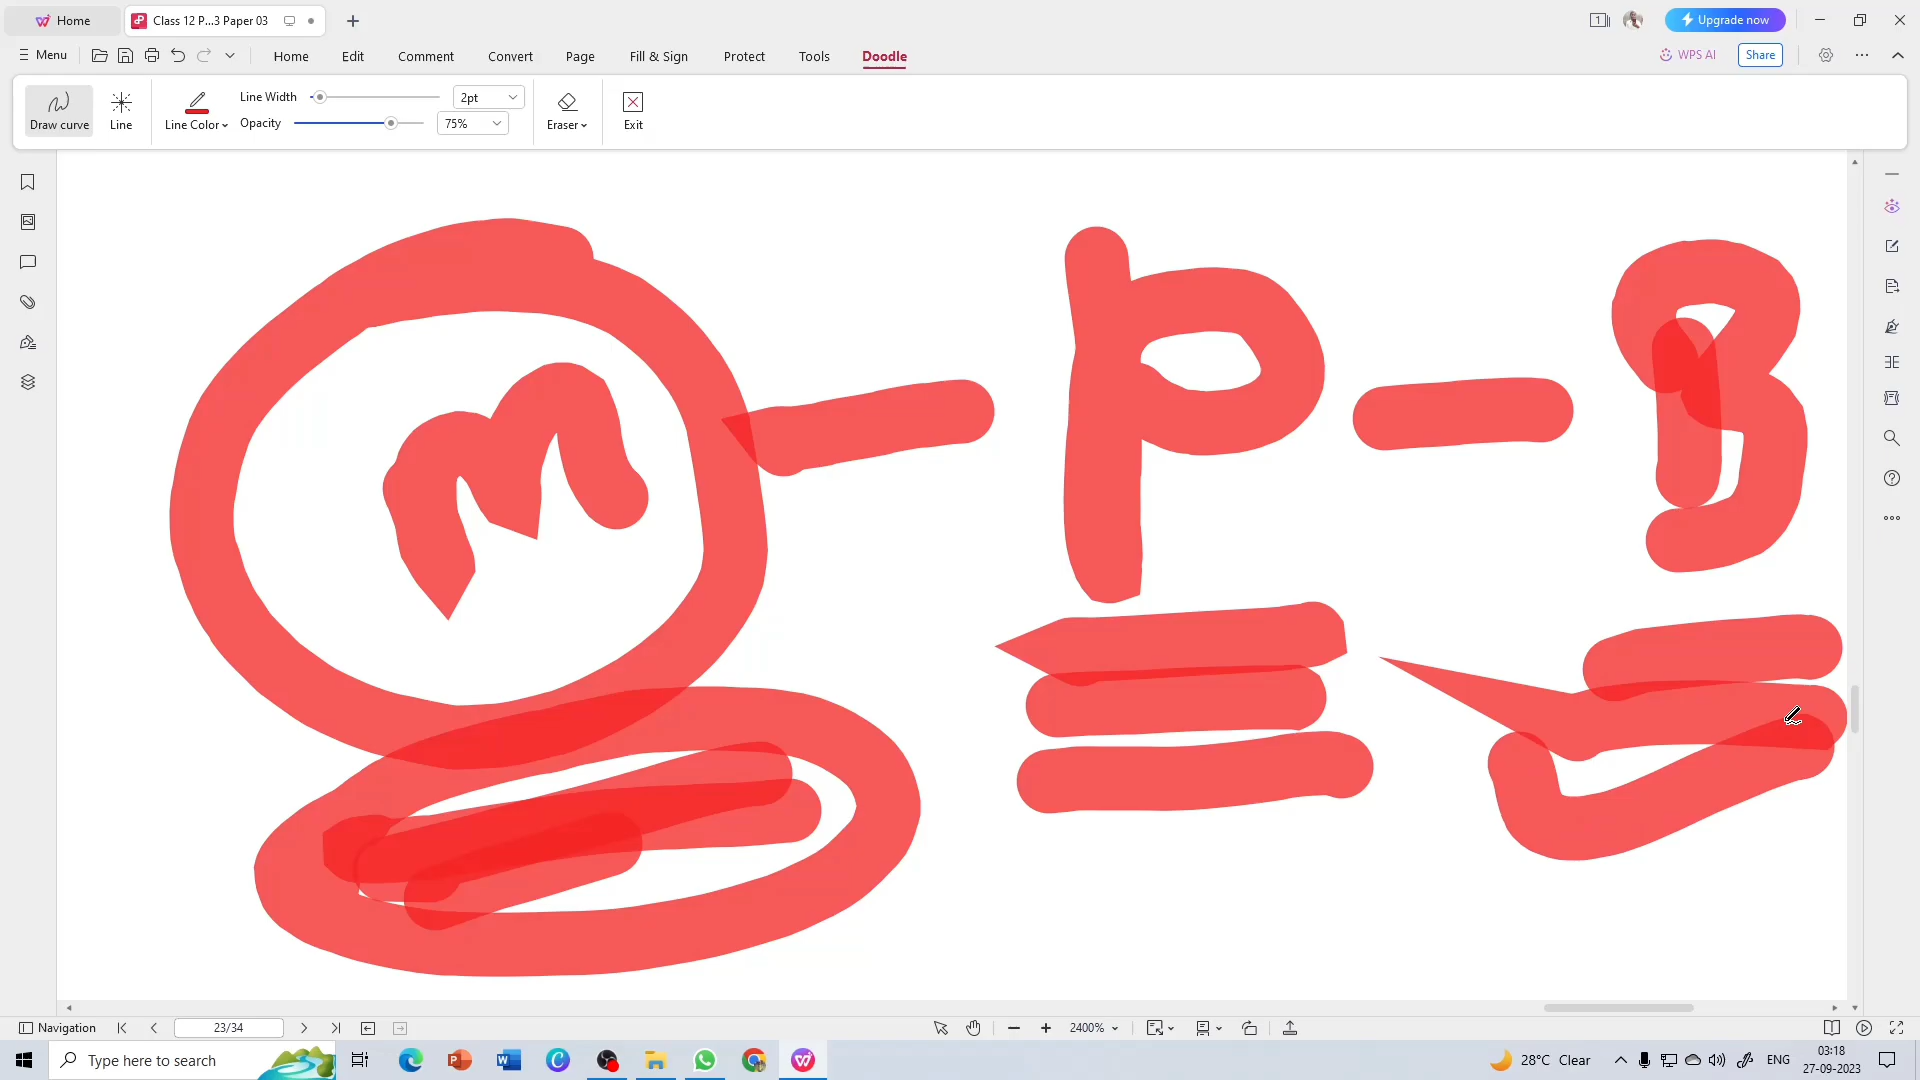 Home Class 12 P...3 Paper 03 1 Upgrade now
Menu Home Edit Comment Convert Page Fill & Sign Protect Tools Doodle WPS AI Share
Draw curve Line Line Color Line Width 2pt Eraser Exit
Opacity 75%
M - P - B
Navigation 23/34 2400%
Type here to search 28°C Clear ENG 03:18
27-09-2023